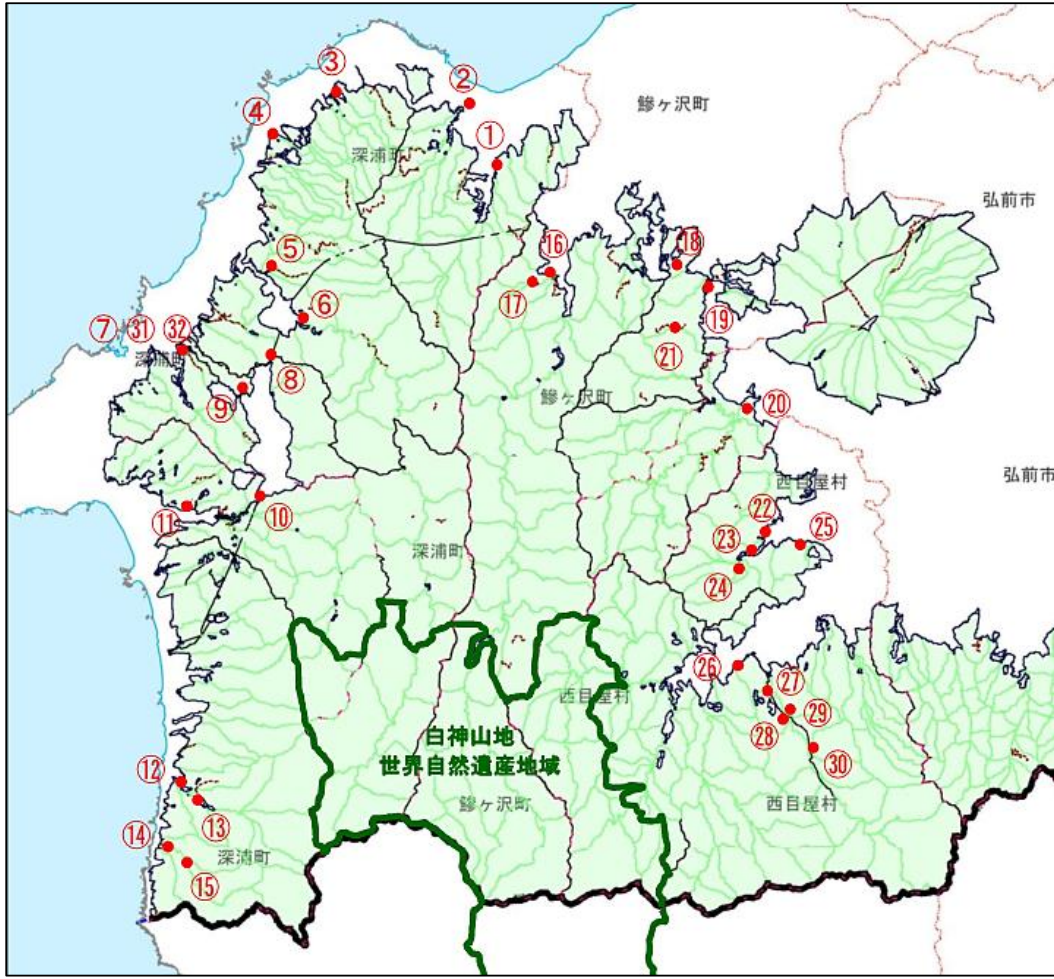 ③
②
鰺ヶ沢町
④
①
深浦町
弘前市
⑤
⑯
⑱
⑰
⑥
⑲
⑦ ㉛ ㉜
㉑
深浦町
⑧
⑨
鰺ヶ沢町
⑳
西目屋村
弘前市
⑪
⑩
㉒
㉕
㉓
深浦町
㉔
㉖
西目屋村
㉗
㉙
㉘
白神山地
世界自然遺産地域
㉚
⑫
鰺ヶ沢町
西目屋村
⑬
⑭
深浦町
⑮